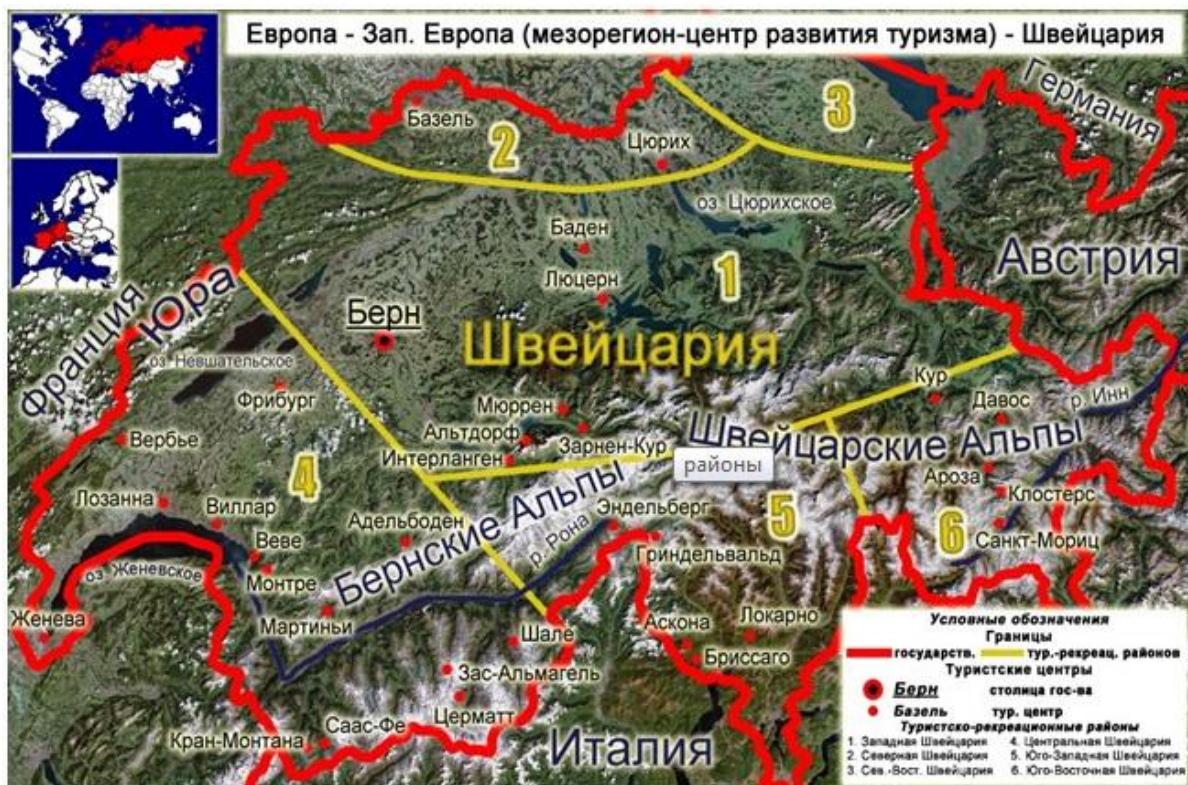 Европа - Зап. Европа (мезорегион-центр развития туризма) - Швейцария
Германия
3
Базель
2
Цюрих
оз. Цюрихское
Баден
Австрия
Люцерн
1
Юра
Франция
Берн
Швейцария
оз. Невшательское
Фрибург
Кур
Давос
р. Инн
Мюррен
Альтдорф
Зарнен-Кур
Швейцарские Альпы
Вербье
Интерланген
районы
Ароза
4
Лозанна
Виллар
Адельбоден
Бернские Альпы
Эндельберг
5
Клостерс
6
Санкт-Мориц
Веве
р. Рона
Гриндельвальд
оз. Женевское
Монтре
Женева
Мартиньи
Шале
Аскона
Локарно
Бриссаго
Зас-Альмагель
Церматт
Саас-Фе
Кран-Монтана
Италия
Условные обозначения
Границы
государств. тур.-рекреац. районов
Туристские центры
Берн столица гос-ва
Базель тур. центр
Туристско-рекреационные районы
1. Западная Швейцария 4. Центральная Швейцария
2. Северная Швейцария 5. Юго-Западная Швейцария
3. Сев.-Вост. Швейцария 6. Юго-Восточная Швейцария